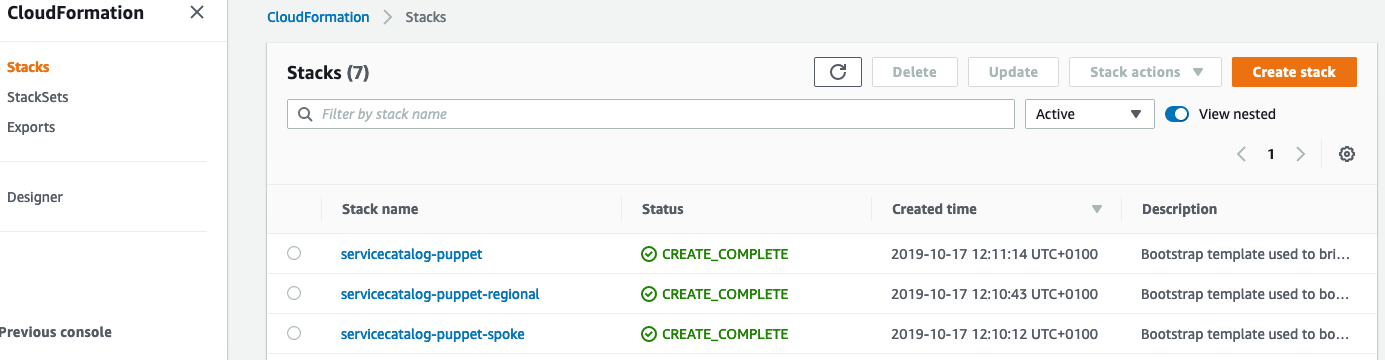 CloudFormation
Stacks
StackSets
Exports
Designer
Previous console
CloudFormation > Stacks
Stacks (7)
Delete
Update
Stack actions
Create stack
Filter by stack name
Active
View nested
1
Stack name Status Created time Description
servicecatalog-puppet CREATE_COMPLETE 2019-10-17 12:11:14 UTC+0100 Bootstrap template used to bri…
servicecatalog-puppet-regional CREATE_COMPLETE 2019-10-17 12:10:43 UTC+0100 Bootstrap template used to bo…
servicecatalog-puppet-spoke CREATE_COMPLETE 2019-10-17 12:10:12 UTC+0100 Bootstrap template used to bo…